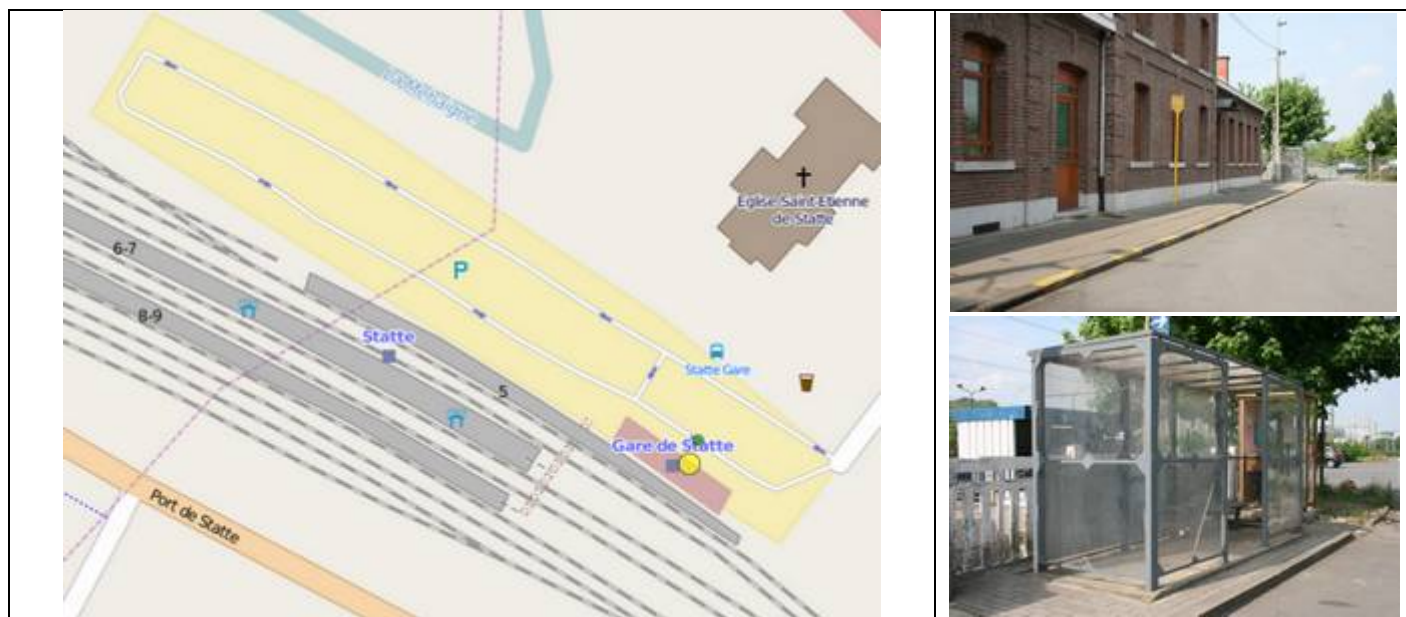 Eglise Saint-Etienne
de Statte
6-7
P
8-9
Statte
Statte Gare
5
Gare de Statte
Port de Statte